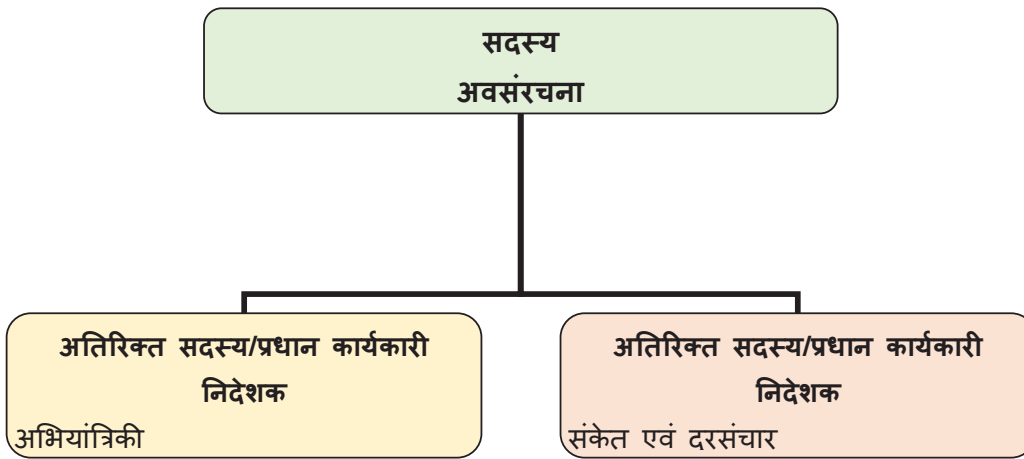 सदस्य
अवसंरचना
अतिरिक्त सदस्य/प्रधान कार्यकारी
निदेशक
अभियांत्रिकी
अतिरिक्त सदस्य/प्रधान कार्यकारी
निदेशक
संकेत एवं दरसंचार